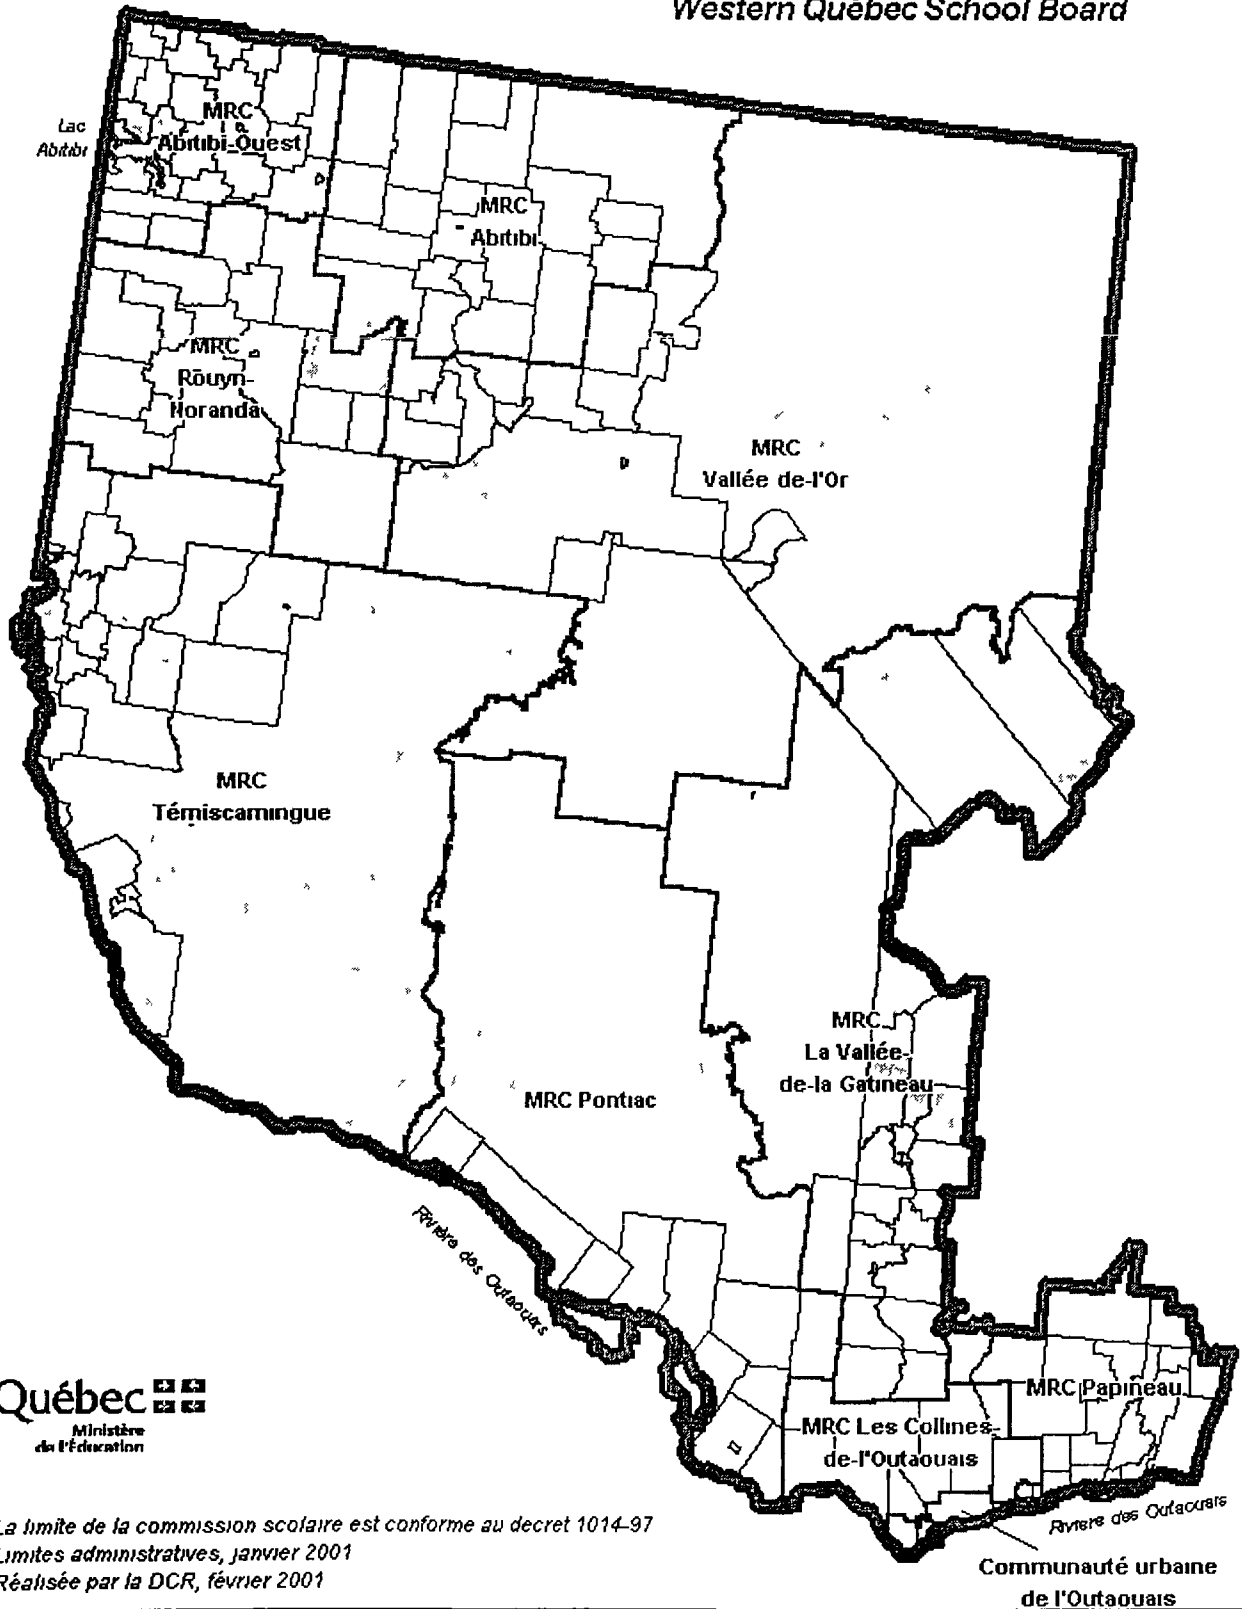 Western Québec School Board
Lac
Abitibi
MRC
Abitibi-Ouest
MRC
Abitibi
MRC
Rouyn-
Noranda
MRC
Vallée de-l'Or
MRC
Témiscamingue
MRC
La Vallée-
de-la Gatineau
MRC Pontiac
Rivière des Outaouais
MRC Papineau
MRC Les Collines-
de-l'Outaouais
Québec
Ministère
de l'Éducation
Rivière des Outaouais
La limite de la commission scolaire est conforme au decret 1014-97
Limites administratives, janvier 2001
Réalisée par la DCR, février 2001
Communauté urbaine
de l'Outaouais